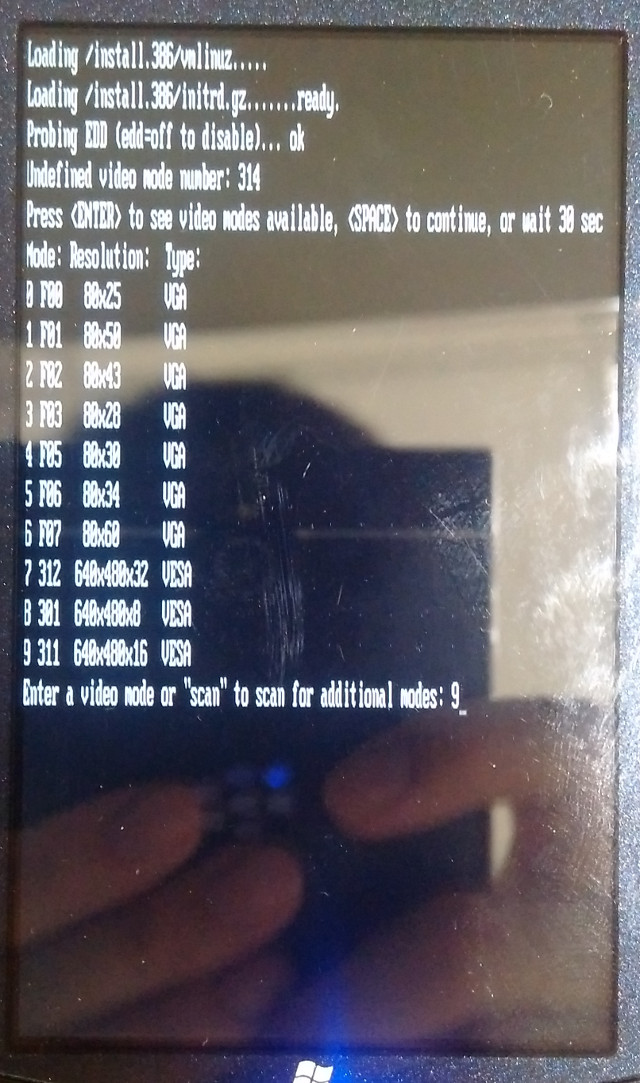 Loading /install.386/vmlinuz.....
Loading /install.386/initrd.gz.......ready.
Probing EDD (edd=off to disable)... ok
Undefined video mode number: 314
Press <ENTER> to see video modes available, <SPACE> to continue, or wait 30 sec
Mode: Resolution:  Type:
0 F00   80x25      VGA
1 F01   80x50      VGA
2 F02   80x43      VGA
3 F03   80x28      VGA
4 F05   80x30      VGA
5 F06   80x34      VGA
6 F07   80x60      VGA
7 312  640x480x32  VESA
8 301  640x480x8   VESA
9 311  640x480x16  VESA
Enter a video mode or "scan" to scan for additional modes: 9_